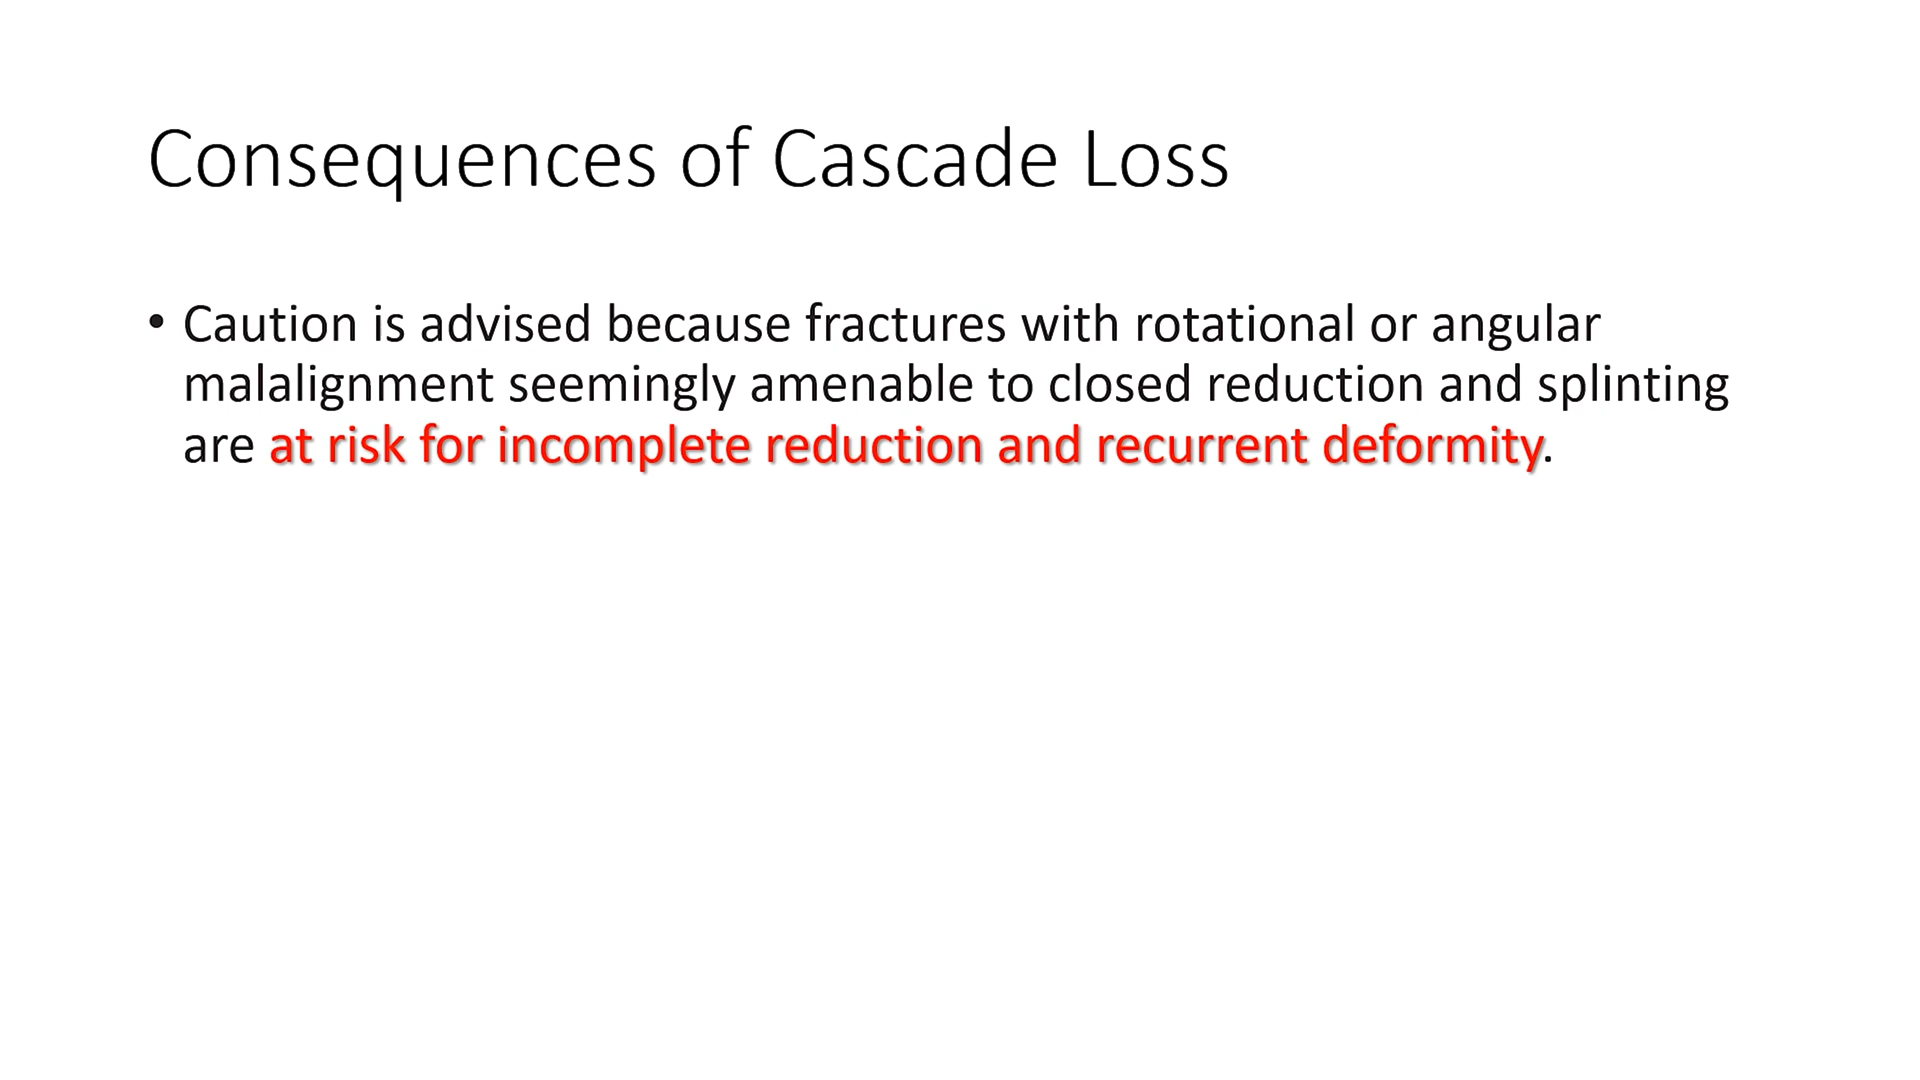 Consequences of Cascade Loss
• Caution is advised because fractures with rotational or angular
malalignment seemingly amenable to closed reduction and splinting
are at risk for incomplete reduction and recurrent deformity.